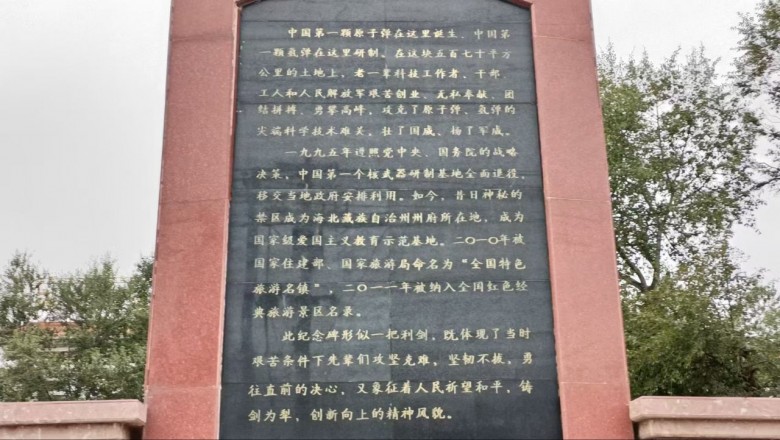 中国第一颗原子弹在这里诞生、中国第
一颗氢弹在这里研制。在这块五百七十平方
公里的土地上，老一辈科技工作者、干部、
工人和人民解放军艰苦创业、无私奉献、团
结拼搏、勇攀高峰，攻克了原子弹、氢弹的
尖端科学技术难关，壮了国威、扬了军威。
一九九五年遵照党中央、国务院的战略
决策，中国第一个核武器研制基地全面退役，
移交当地政府安排利用。如今，昔日神秘的
禁区成为海北藏族自治州州府所在地，成为
国家级爱国主义教育示范基地。二〇一〇年被
国家住建部、国家旅游局命名为“全国特色
旅游名镇”，二〇一一年被纳入全国红色经
典旅游景区名录。
此纪念碑形似一把利剑，既体现了当时
艰苦条件下先辈们攻坚克难，坚韧不拔，勇
往直前的决心，又象征着人民祈望和平，铸
剑为犁，创新向上的精神风貌。